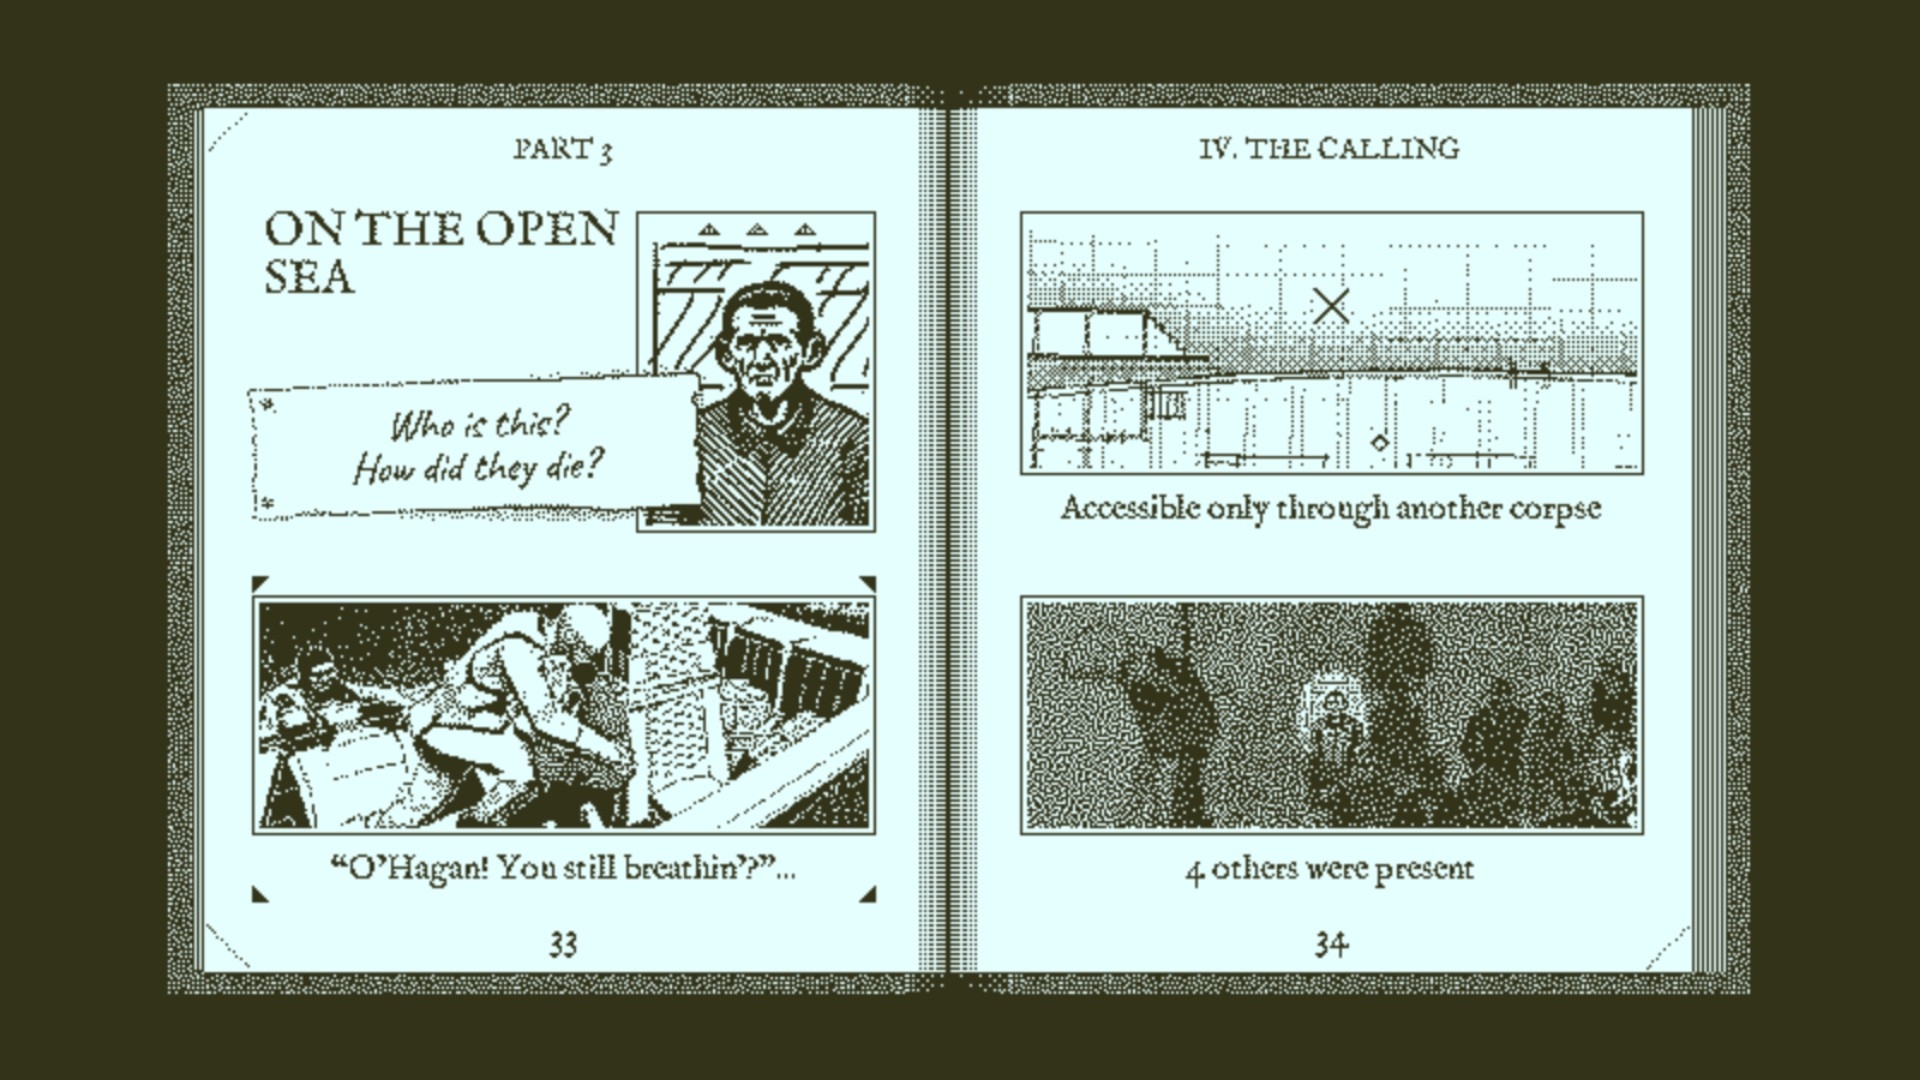 PART 3
ON THE OPEN
SEA
Who is this?
How did they die?
“O’Hagan! You still breathin’?”...
33
IV. THE CALLING
Accessible only through another corpse
4 others were present
34